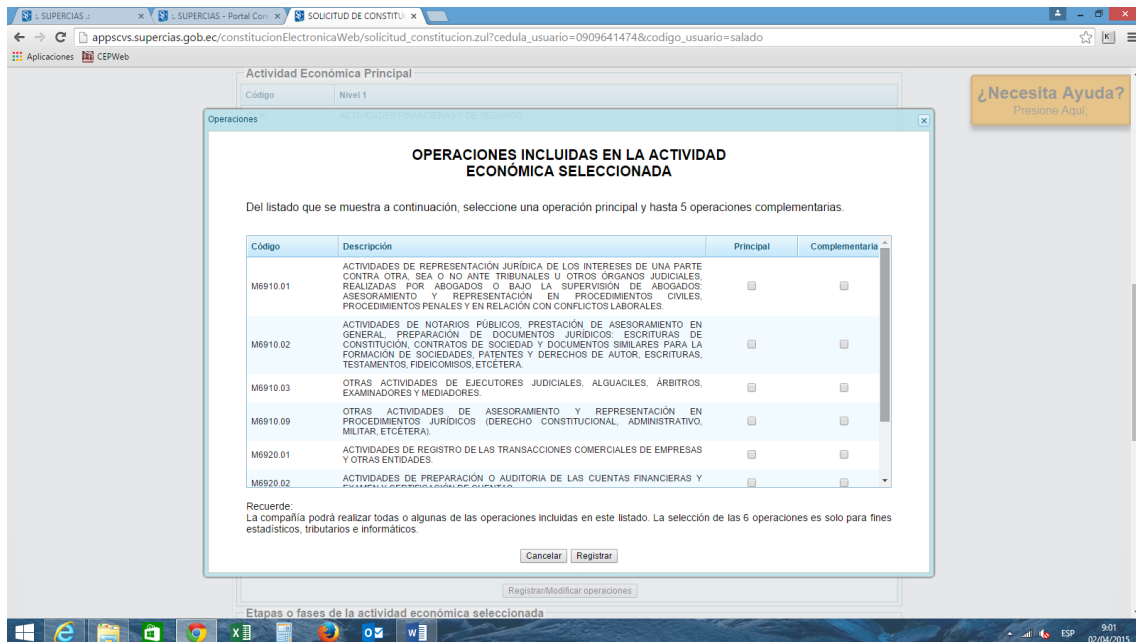 :. SUPERCIAS .:
:. SUPERCIAS - Portal Con
SOLICITUD DE CONSTITU
appscvs.supercias.gob.ec/constitucionElectronicaWeb/solicitud_constitucion.zul?cedula_usuario=0909641474&codigo_usuario=salado
Aplicaciones CEPWeb
Actividad Económica Principal
Código Nivel 1
ACTIVIDADES FINANCIERAS Y DE SEGUROS
¿Necesita Ayuda?
Presione Aquí,
Operaciones
OPERACIONES INCLUIDAS EN LA ACTIVIDAD
ECONÓMICA SELECCIONADA
Del listado que se muestra a continuación, seleccione una operación principal y hasta 5 operaciones complementarias.
Código Descripción Principal Complementaria
M6910.01
ACTIVIDADES DE REPRESENTACIÓN JURÍDICA DE LOS INTERESES DE UNA PARTE
CONTRA OTRA, SEA O NO ANTE TRIBUNALES U OTROS ÓRGANOS JUDICIALES,
REALIZADAS POR ABOGADOS O BAJO LA SUPERVISIÓN DE ABOGADOS:
ASESORAMIENTO Y REPRESENTACIÓN EN PROCEDIMIENTOS CIVILES,
PROCEDIMIENTOS PENALES Y EN RELACIÓN CON CONFLICTOS LABORALES.
M6910.02
ACTIVIDADES DE NOTARIOS PÚBLICOS, PRESTACIÓN DE ASESORAMIENTO EN
GENERAL, PREPARACIÓN DE DOCUMENTOS JURÍDICOS: ESCRITURAS DE
CONSTITUCIÓN, CONTRATOS DE SOCIEDAD Y DOCUMENTOS SIMILARES PARA LA
FORMACIÓN DE SOCIEDADES, PATENTES Y DERECHOS DE AUTOR, ESCRITURAS,
TESTAMENTOS, FIDEICOMISOS, ETCÉTERA.
M6910.03
OTRAS ACTIVIDADES DE EJECUTORES JUDICIALES, ALGUACILES, ÁRBITROS,
EXAMINADORES Y MEDIADORES.
M6910.09
OTRAS ACTIVIDADES DE ASESORAMIENTO Y REPRESENTACIÓN EN
PROCEDIMIENTOS JURÍDICOS (DERECHO CONSTITUCIONAL, ADMINISTRATIVO,
MILITAR, ETCÉTERA).
M6920.01
ACTIVIDADES DE REGISTRO DE LAS TRANSACCIONES COMERCIALES DE EMPRESAS
Y OTRAS ENTIDADES.
M6920.02
ACTIVIDADES DE PREPARACIÓN O AUDITORIA DE LAS CUENTAS FINANCIERAS Y
EXAMEN Y CERTIFICACIÓN DE CUENTAS.
Recuerde:
La compañía podrá realizar todas o algunas de las operaciones incluidas en este listado. La selección de las 6 operaciones es solo para fines
estadísticos, tributarios e informáticos.
Cancelar Registrar
Registrar/Modificar operaciones
Etapas o fases de la actividad económica seleccionada
ESP
9:01
02/04/2015